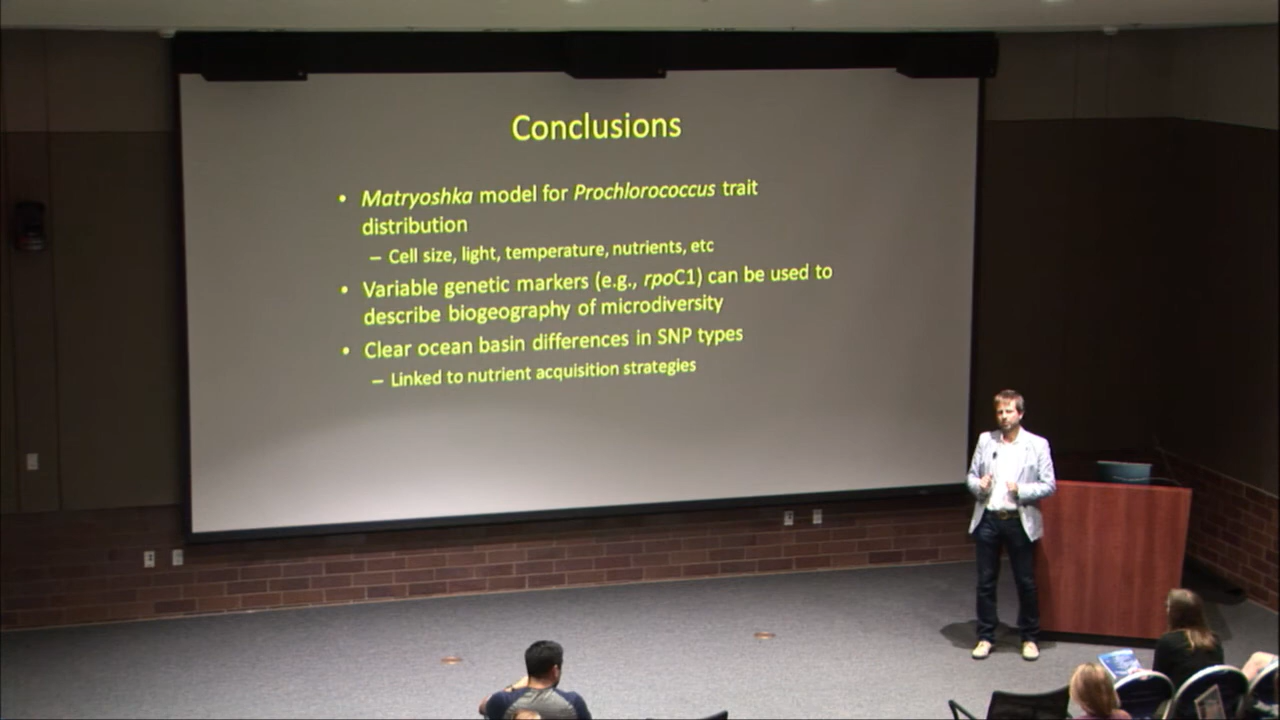 Conclusions
• Matryoshka model for Prochlorococcus trait
distribution
– Cell size, light, temperature, nutrients, etc
• Variable genetic markers (e.g., rpoC1) can be used to
describe biogeography of microdiversity
• Clear ocean basin differences in SNP types
– Linked to nutrient acquisition strategies